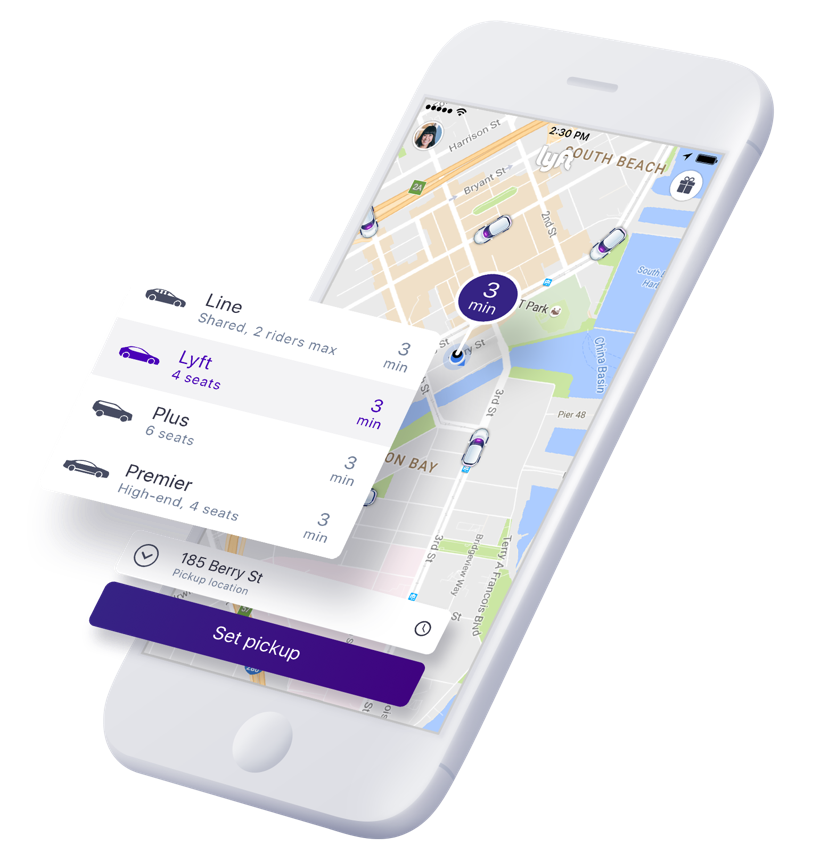 2:30 PM
lyft
SOUTH BEACH
Harrison St
2A
Bryant St
2nd St
3
min
T Park
China Basin
3rd St
Pier 48
ON BAY
3rd St
Bridgeview Way
Terry A Francois Blvd
St
Line
Shared, 2 riders max
3
min
Lyft
4 seats
3
min
Plus
6 seats
3
min
Premier
High-end, 4 seats
3
min
185 Berry St
Pickup location
Set pickup
280